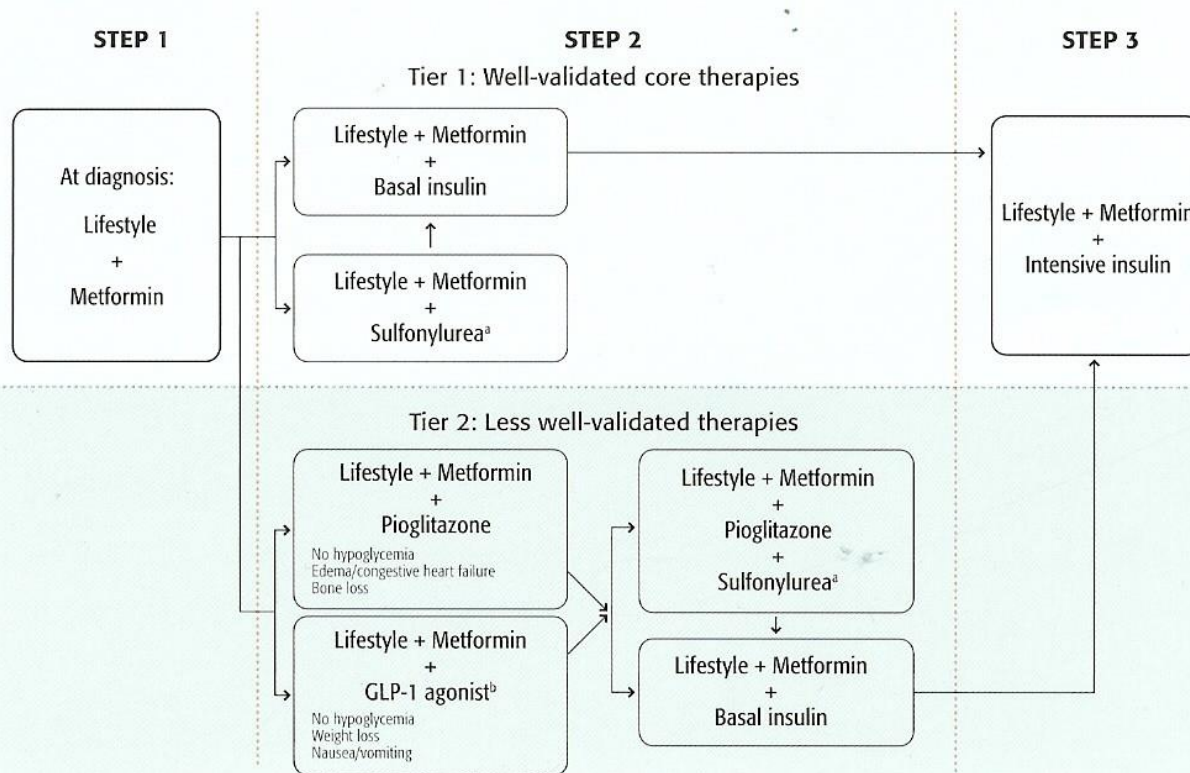 STEP 1
STEP 2
STEP 3
Tier 1: Well-validated core therapies
At diagnosis:
Lifestyle
+
Metformin
Lifestyle + Metformin
+
Basal insulin
↑
Lifestyle + Metformin
+
Sulfonylureaᵃ
Lifestyle + Metformin
+
Intensive insulin
Tier 2: Less well-validated therapies
Lifestyle + Metformin
+
Pioglitazone
No hypoglycemia
Edema/congestive heart failure
Bone loss
Lifestyle + Metformin
+
GLP-1 agonistᵇ
No hypoglycemia
Weight loss
Nausea/vomiting
Lifestyle + Metformin
+
Pioglitazone
+
Sulfonylureaᵃ
↓
Lifestyle + Metformin
+
Basal insulin